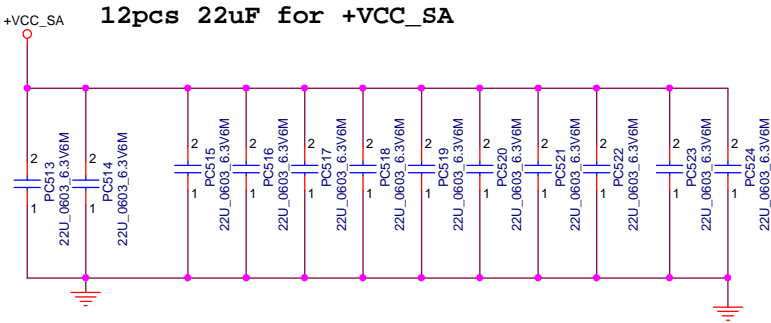 +VCC_SA
12pcs 22uF for +VCC_SA
2
1
PC513
22U_0603_6.3V6M
2
1
PC514
22U_0603_6.3V6M
2
1
PC515
22U_0603_6.3V6M
2
1
PC516
22U_0603_6.3V6M
2
1
PC517
22U_0603_6.3V6M
2
1
PC518
22U_0603_6.3V6M
2
1
PC519
22U_0603_6.3V6M
2
1
PC520
22U_0603_6.3V6M
2
1
PC521
22U_0603_6.3V6M
2
1
PC522
22U_0603_6.3V6M
2
1
PC523
22U_0603_6.3V6M
2
1
PC524
22U_0603_6.3V6M